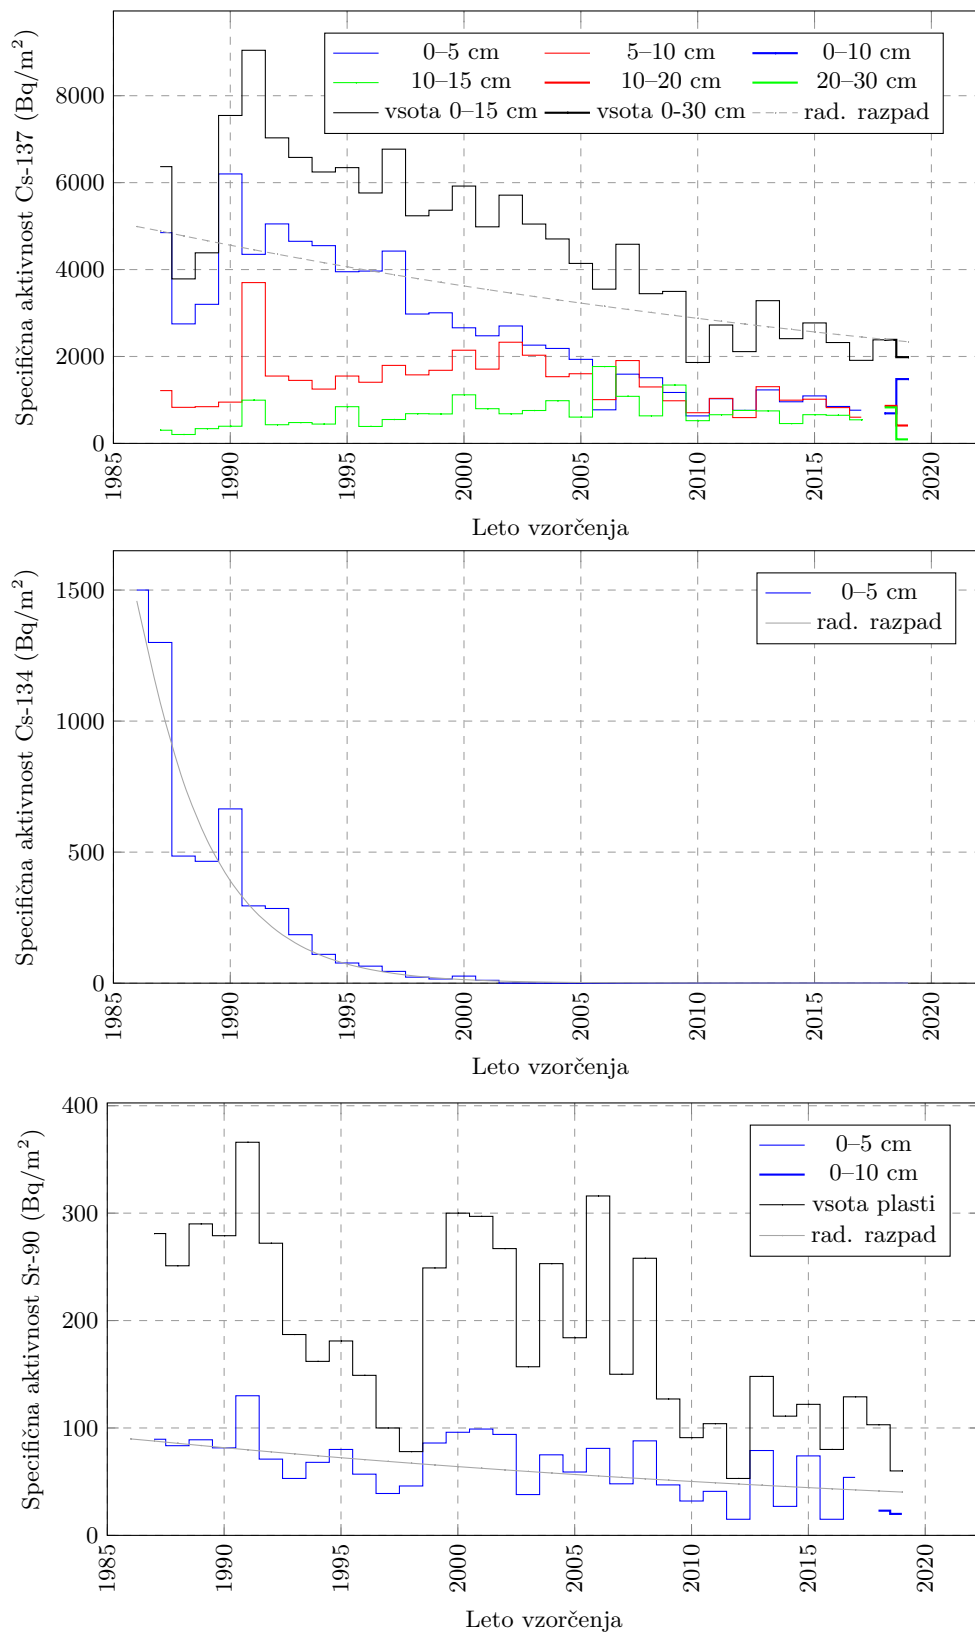 Specifična aktivnost Cs-137 (Bq/m²)
0–5 cm 5–10 cm 0–10 cm
10–15 cm 10–20 cm 20–30 cm
vsota 0–15 cm vsota 0-30 cm rad. razpad
8000
6000
4000
2000
0
1985 1990 1995 2000 2005 2010 2015 2020
Leto vzorčenja
Specifična aktivnost Cs-134 (Bq/m²)
0–5 cm
rad. razpad
1500
1000
500
0
1985 1990 1995 2000 2005 2010 2015 2020
Leto vzorčenja
Specifična aktivnost Sr-90 (Bq/m²)
0–5 cm
0–10 cm
vsota plasti
rad. razpad
400
300
200
100
0
1985 1990 1995 2000 2005 2010 2015 2020
Leto vzorčenja